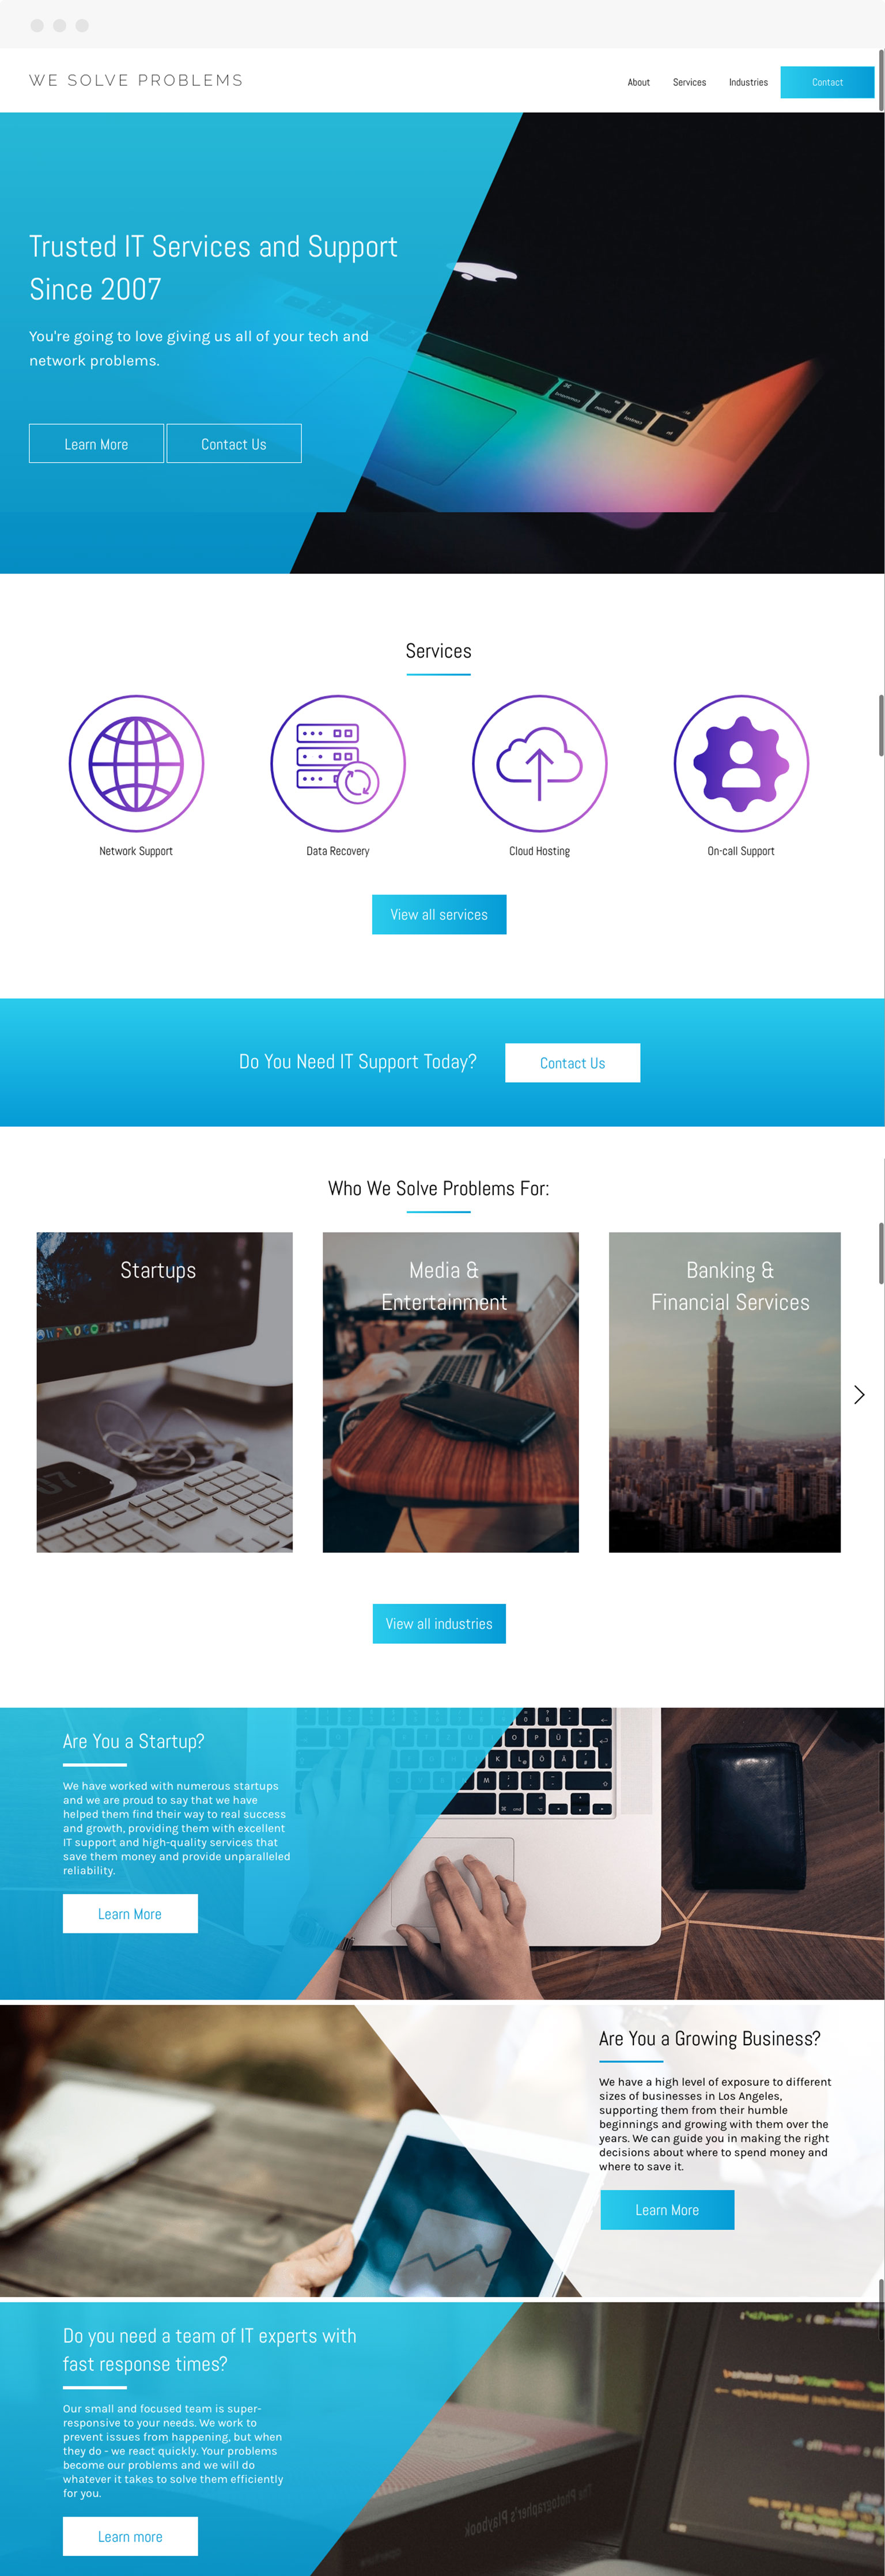 WE SOLVE PROBLEMS
About Services Industries Contact
Trusted IT Services and Support
Since 2007
You're going to love giving us all of your tech and
network problems.
Learn More Contact Us
Services
Network Support Data Recovery Cloud Hosting On-call Support
View all services
Do You Need IT Support Today? Contact Us
Who We Solve Problems For:
Startups
Media &
Entertainment
Banking &
Financial Services
View all industries
Are You a Startup?
We have worked with numerous startups
and we are proud to say that we have
helped them find their way to real success
and growth, providing them with excellent
IT support and high-quality services that
save them money and provide unparalleled
reliability.
Learn More
Are You a Growing Business?
We have a high level of exposure to different
sizes of businesses in Los Angeles,
supporting them from their humble
beginnings and growing with them over the
years. We can guide you in making the right
decisions about where to spend money and
where to save it.
Learn More
Do you need a team of IT experts with
fast response times?
Our small and focused team is super-
responsive to your needs. We work to
prevent issues from happening, but when
they do - we react quickly. Your problems
become our problems and we will do
whatever it takes to solve them efficiently
for you.
The Photographer's Playbook
Learn more